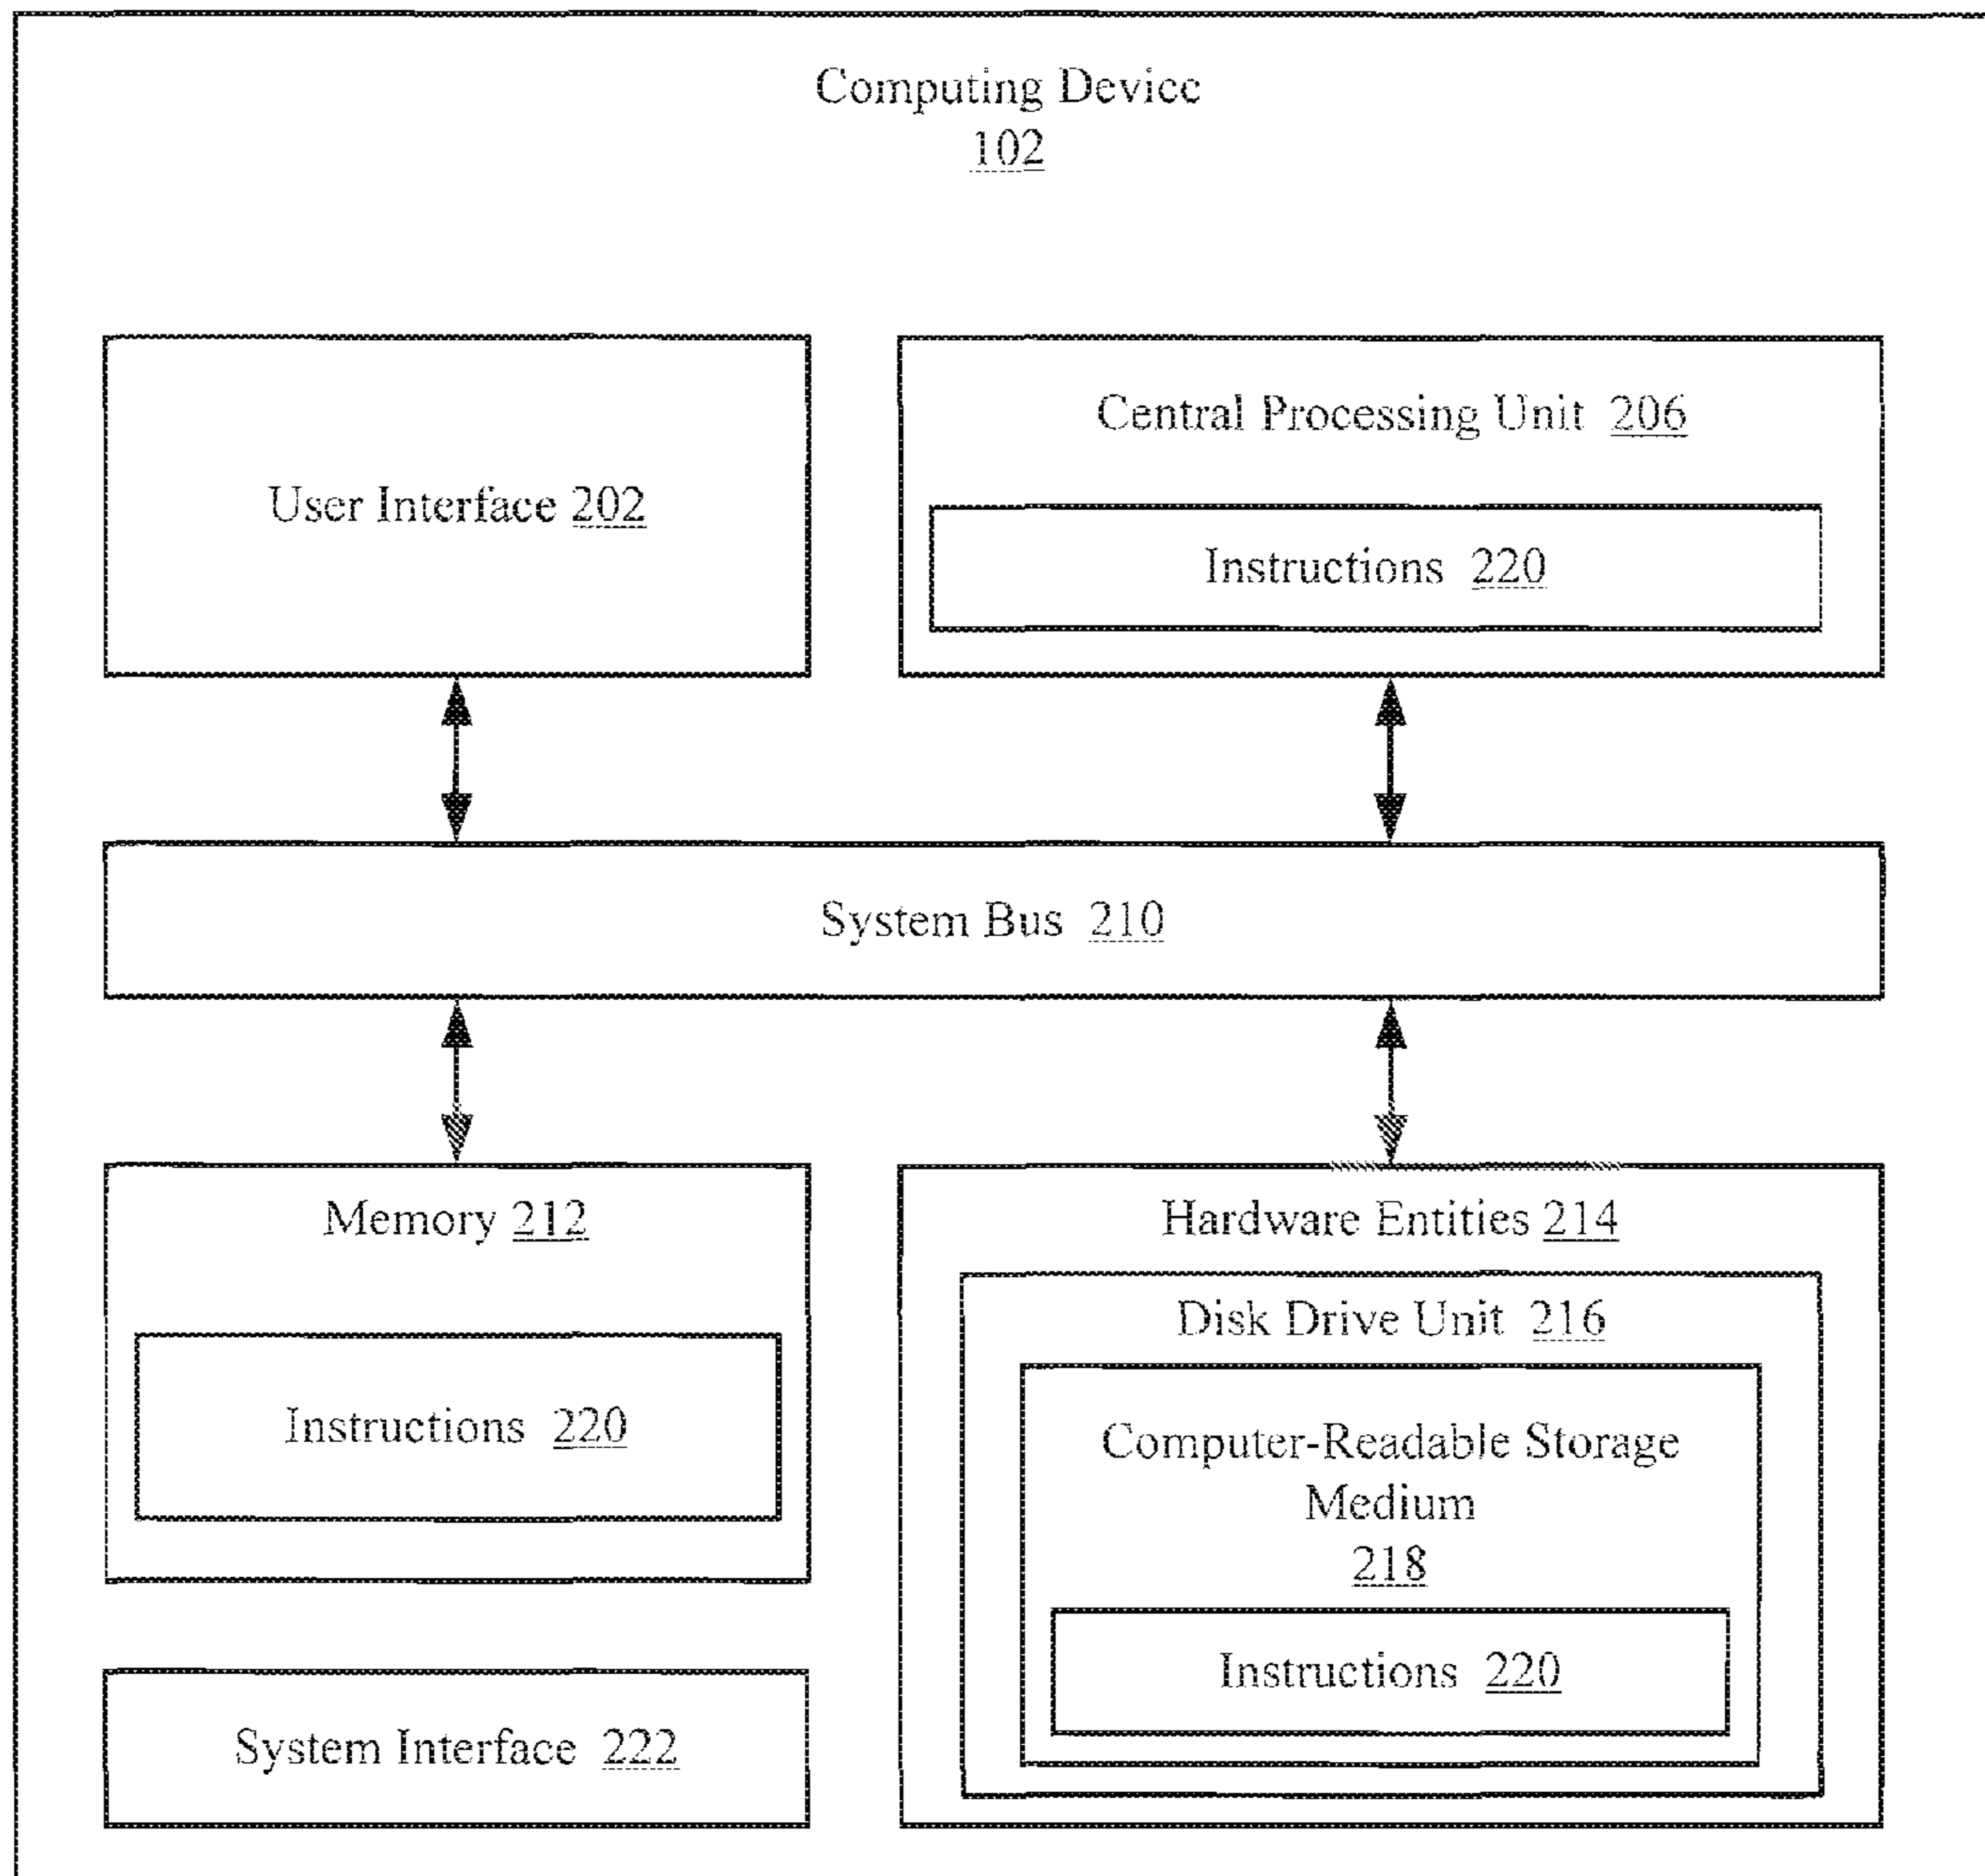 Computing Device
102
User Interface 202
Central Processing Unit 206
Instructions 220
System Bus 210
Memory 212
Instructions 220
Hardware Entities 214
Disk Drive Unit 216
Computer-Readable Storage
Medium
218
Instructions 220
System Interface 222